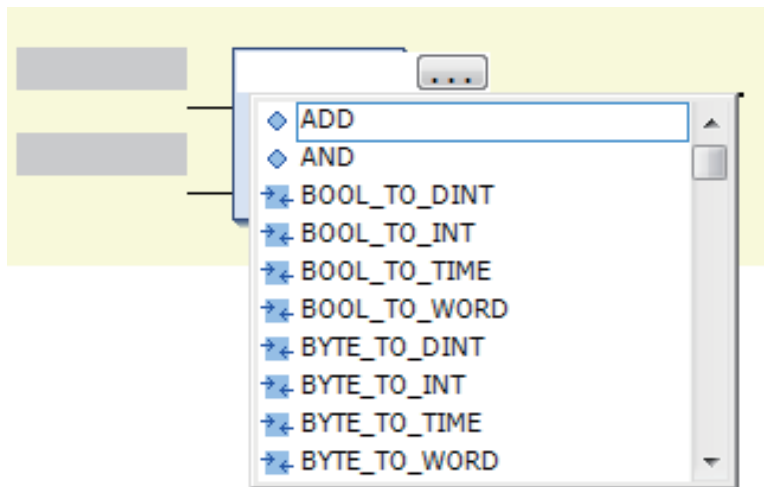 ...
ADD
AND
BOOL_TO_DINT
BOOL_TO_INT
BOOL_TO_TIME
BOOL_TO_WORD
BYTE_TO_DINT
BYTE_TO_INT
BYTE_TO_TIME
BYTE_TO_WORD